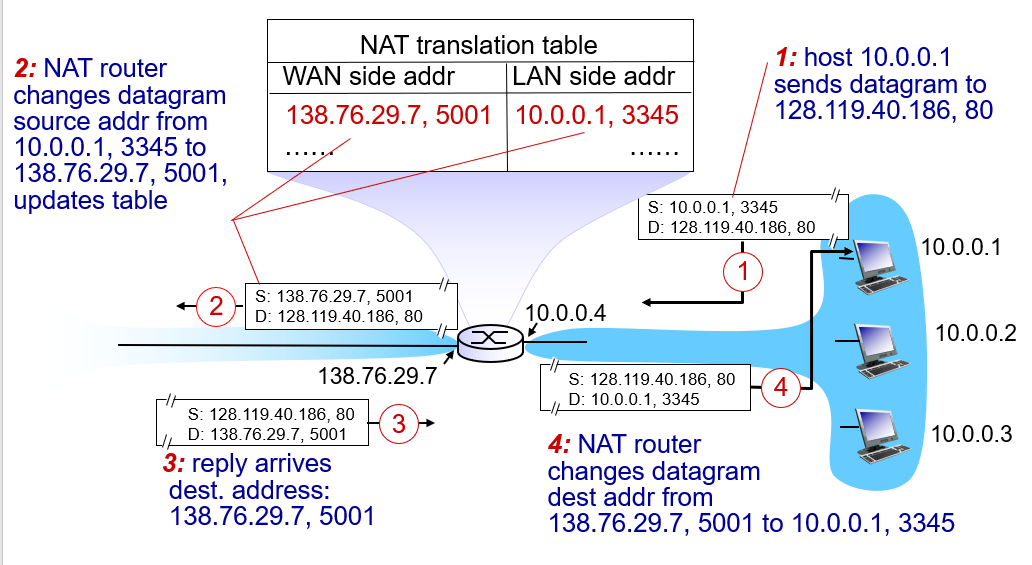 NAT translation table
WAN side addr
LAN side addr
138.76.29.7, 5001
10.0.0.1, 3345
......
......
2: NAT router
changes datagram
source addr from
10.0.0.1, 3345 to
138.76.29.7, 5001,
updates table
1: host 10.0.0.1
sends datagram to
128.119.40.186, 80
S: 10.0.0.1, 3345
D: 128.119.40.186, 80
1
10.0.0.1
S: 138.76.29.7, 5001
D: 128.119.40.186, 80
2
10.0.0.4
10.0.0.2
138.76.29.7
S: 128.119.40.186, 80
D: 10.0.0.1, 3345
4
S: 128.119.40.186, 80
D: 138.76.29.7, 5001
3
10.0.0.3
3: reply arrives
dest. address:
138.76.29.7, 5001
4: NAT router
changes datagram
dest addr from
138.76.29.7, 5001 to 10.0.0.1, 3345